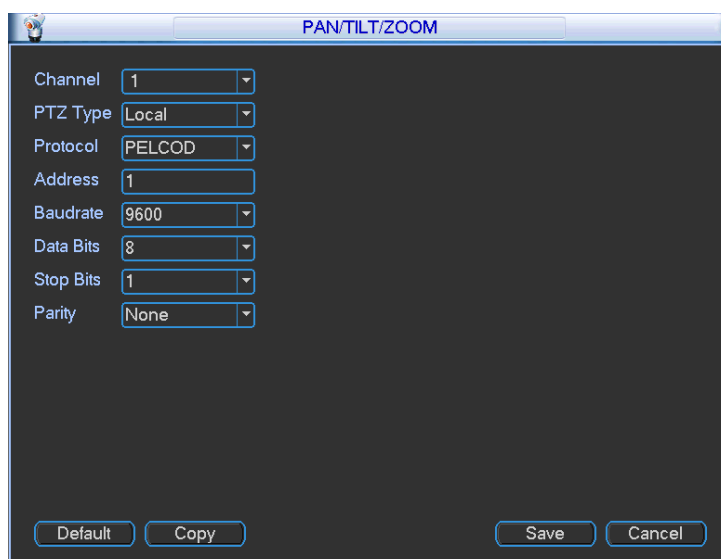 PAN/TILT/ZOOM
Channel 1
PTZ Type Local
Protocol PELCOD
Address 1
Baudrate 9600
Data Bits 8
Stop Bits 1
Parity None
Default Copy Save Cancel